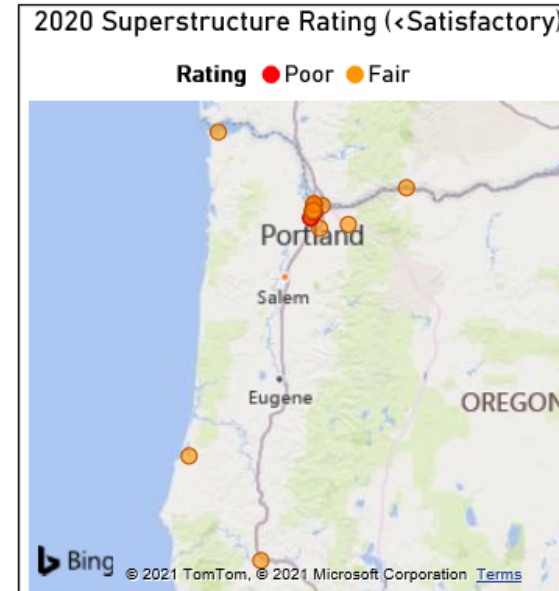 2020 Superstructure Rating (<Satisfactory)
Rating Poor Fair
Portland
Salem
Eugene
OREGON
Bing © 2021 TomTom, © 2021 Microsoft Corporation Terms